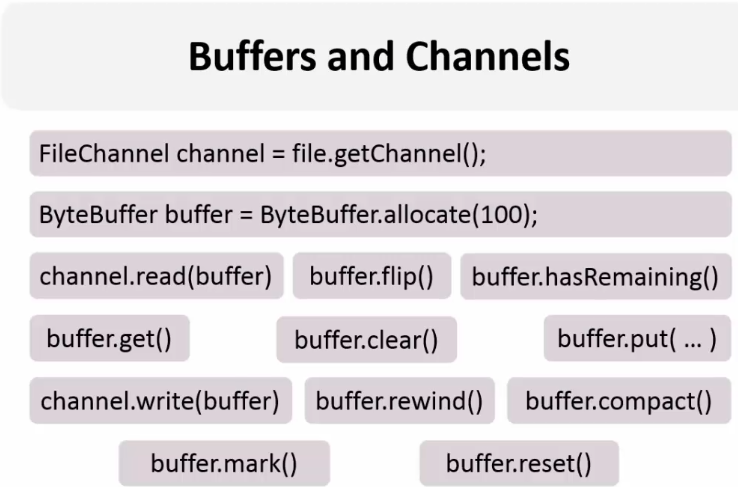 Buffers and Channels
FileChannel channel = file.getChannel();
ByteBuffer buffer = ByteBuffer.allocate(100);
channel.read(buffer) buffer.flip() buffer.hasRemaining()
buffer.get() buffer.clear() buffer.put( ... )
channel.write(buffer) buffer.rewind() buffer.compact()
buffer.mark() buffer.reset()